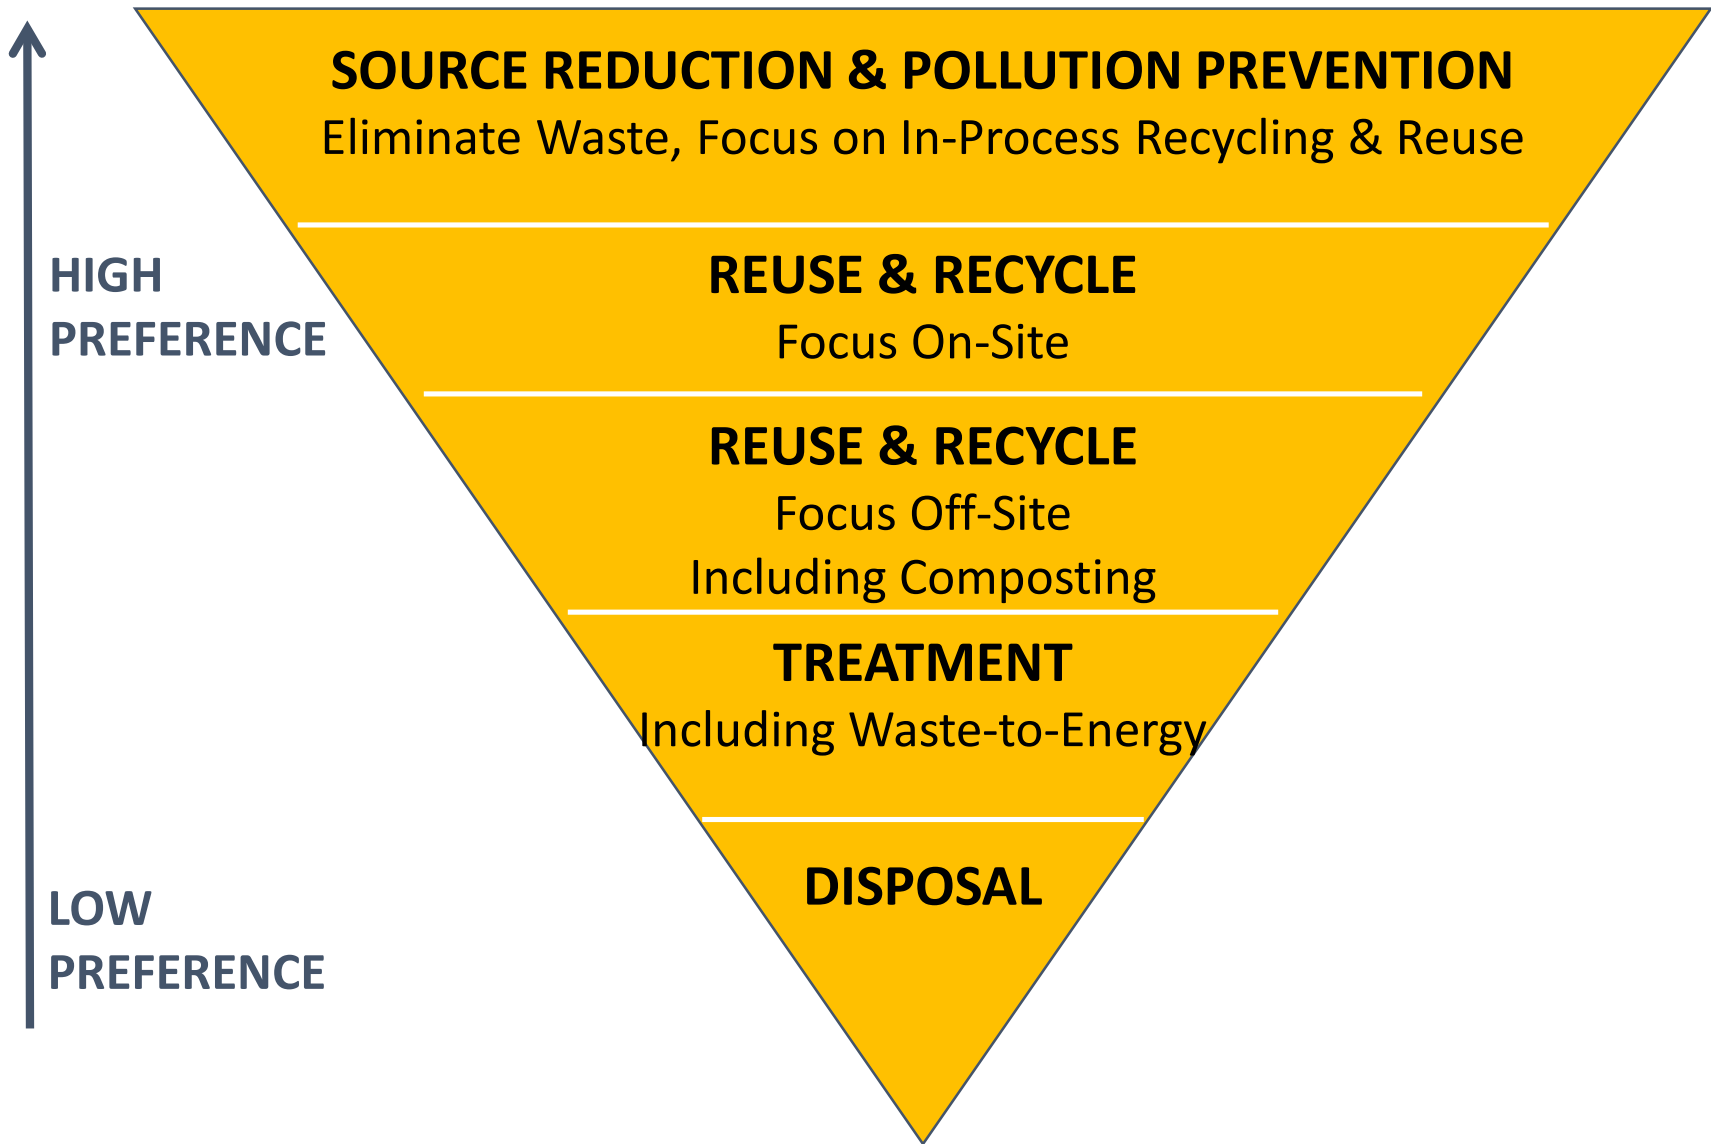 SOURCE REDUCTION & POLLUTION PREVENTION
Eliminate Waste, Focus on In-Process Recycling & Reuse
HIGH
PREFERENCE
REUSE & RECYCLE
Focus On-Site
REUSE & RECYCLE
Focus Off-Site
Including Composting
TREATMENT
Including Waste-to-Energy
DISPOSAL
LOW
PREFERENCE